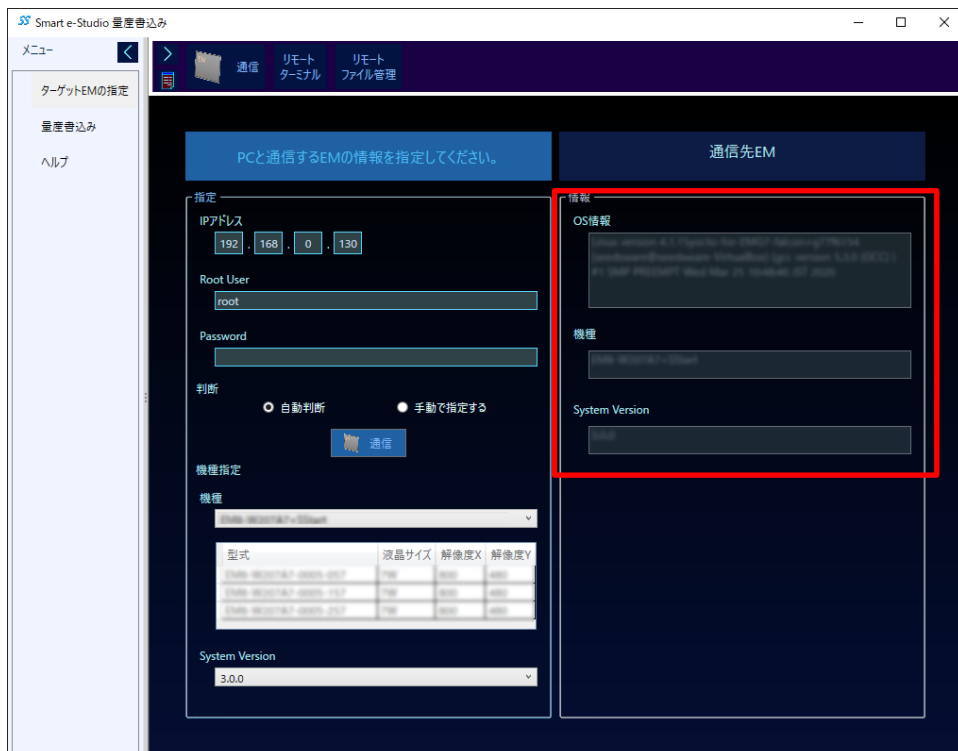 Smart e-Studio 量産書込み
メニュー
ターゲットEMの指定
量産書込み
ヘルプ
通信
リモート
ターミナル
リモート
ファイル管理
PCと通信するEMの情報を指定してください。
通信先EM
指定
IPアドレス
192 . 168 . 0 . 130
Root User
root
Password
判断
自動判断
手動で指定する
通信
機種指定
機種
型式 液晶サイズ 解像度X 解像度Y
System Version
3.0.0
情報
OS情報
機種
System Version